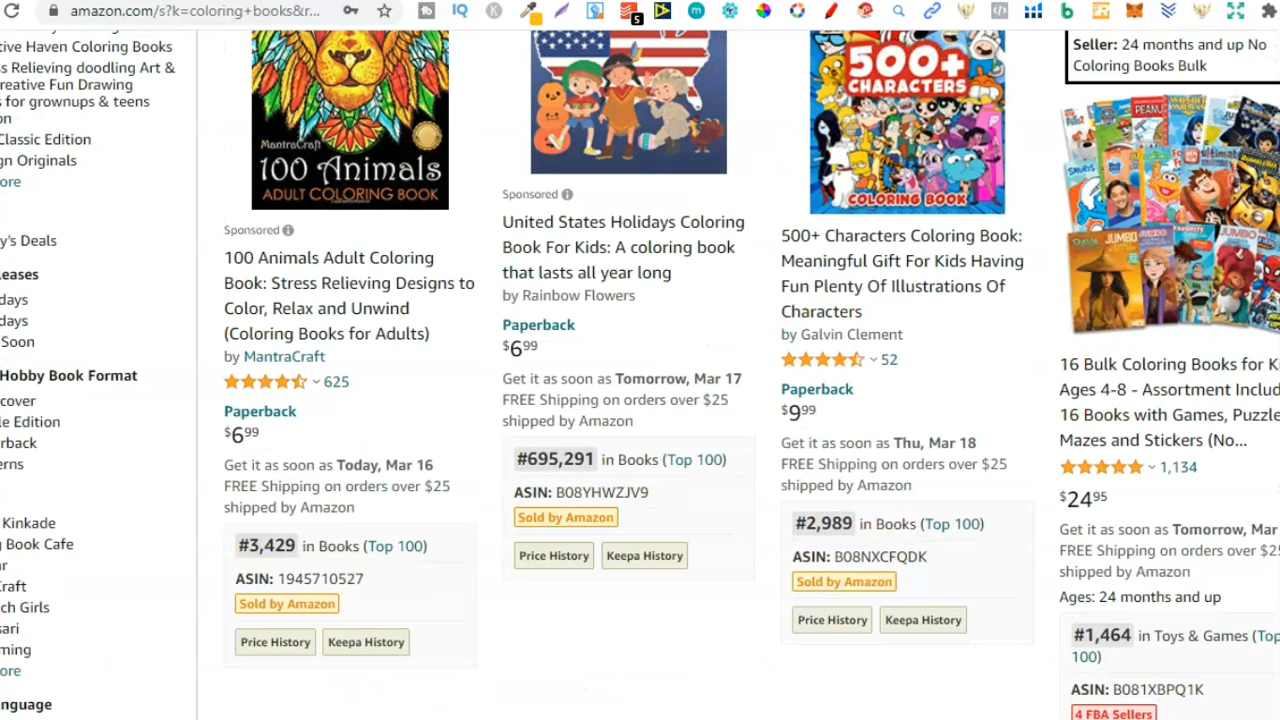 amazon.com/s?k=coloring+books&r...
5
tive Haven Coloring Books
ss Relieving doodling Art &
reative Fun Drawing
s for grownups & teens
on
Classic Edition
gn Originals
ore
y's Deals
leases
days
days
Soon
Hobby Book Format
cover
le Edition
rback
erns
Kinkade
g Book Cafe
ar
Craft
ch Girls
sari
ming
ore
nguage
MantraCraft
100 Animals
ADULT COLORING BOOK
Sponsored
100 Animals Adult Coloring
Book: Stress Relieving Designs to
Color, Relax and Unwind
(Coloring Books for Adults)
by MantraCraft
625
Paperback
$6.99
Get it as soon as Today, Mar 16
FREE Shipping on orders over $25
shipped by Amazon
#3,429 in Books (Top 100)
ASIN: 1945710527
Sold by Amazon
Price History Keepa History
Sponsored
United States Holidays Coloring
Book For Kids: A coloring book
that lasts all year long
by Rainbow Flowers
Paperback
$6.99
Get it as soon as Tomorrow, Mar 17
FREE Shipping on orders over $25
shipped by Amazon
#695,291 in Books (Top 100)
ASIN: B08YHWZJV9
Sold by Amazon
Price History Keepa History
500+
CHARACTERS
COLORING BOOK
500+ Characters Coloring Book:
Meaningful Gift For Kids Having
Fun Plenty Of Illustrations Of
Characters
by Galvin Clement
52
Paperback
$9.99
Get it as soon as Thu, Mar 18
FREE Shipping on orders over $25
shipped by Amazon
#2,989 in Books (Top 100)
ASIN: B08NXCFQDK
Sold by Amazon
Price History Keepa History
Seller: 24 months and up No
Coloring Books Bulk
PEANU
SMURFS
JUMBO
JUMBO
16 Bulk Coloring Books for Ki
Ages 4-8 - Assortment Includ
16 Books with Games, Puzzle
Mazes and Stickers (No...
1,134
$24.95
Get it as soon as Tomorrow, Mar
FREE Shipping on orders over $2
shipped by Amazon
Ages: 24 months and up
#1,464 in Toys & Games (Top
100)
ASIN: B081XBPQ1K
4 FBA Sellers